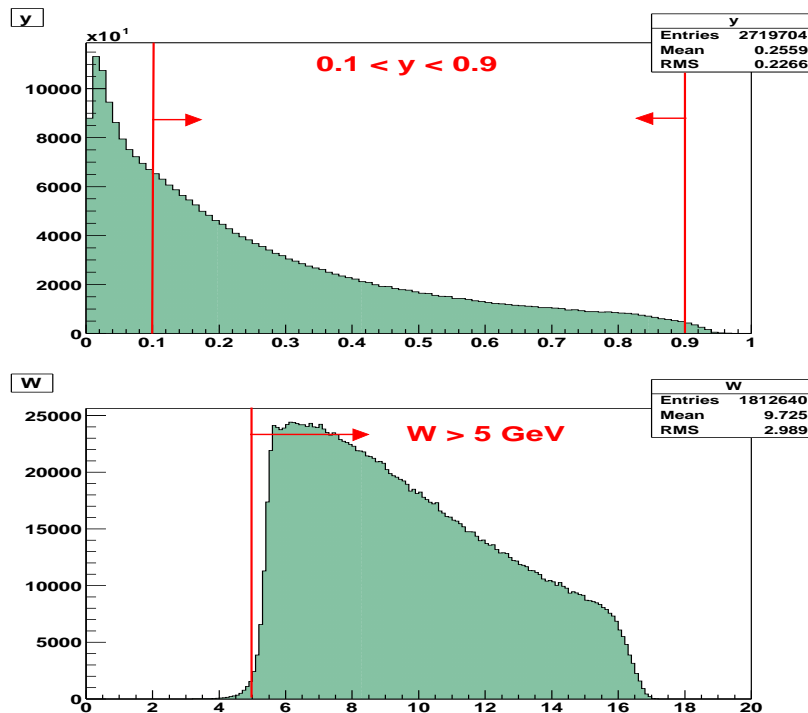 y
×10¹
y
Entries 2719704
Mean 0.2559
RMS 0.2266
0.1 < y < 0.9
10000
8000
6000
4000
2000
0
0 0.1 0.2 0.3 0.4 0.5 0.6 0.7 0.8 0.9 1
W
W
Entries 1812640
Mean 9.725
RMS 2.989
W > 5 GeV
25000
20000
15000
10000
5000
0
0 2 4 6 8 10 12 14 16 18 20